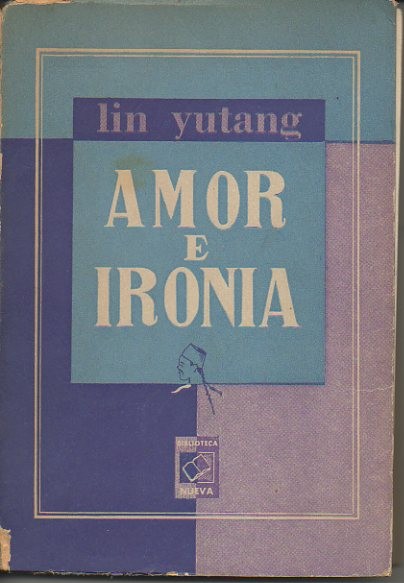 lin yutang
AMOR
E
IRONIA
BIBLIOTECA
NUEVA